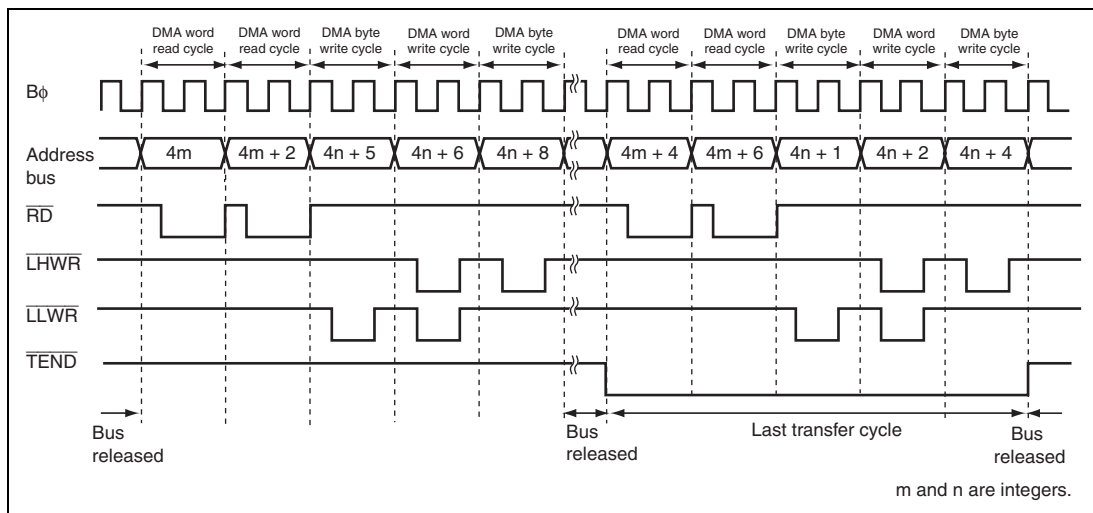 DMA word read cycle
DMA word read cycle
DMA byte write cycle
DMA word write cycle
DMA byte write cycle
DMA word read cycle
DMA word read cycle
DMA byte write cycle
DMA word write cycle
DMA byte write cycle
Bϕ
Address bus
4m
4m + 2
4n + 5
4n + 6
4n + 8
4m + 4
4m + 6
4n + 1
4n + 2
4n + 4
RD
LHWR
LLWR
TEND
Bus released
Bus released
Last transfer cycle
Bus released
m and n are integers.